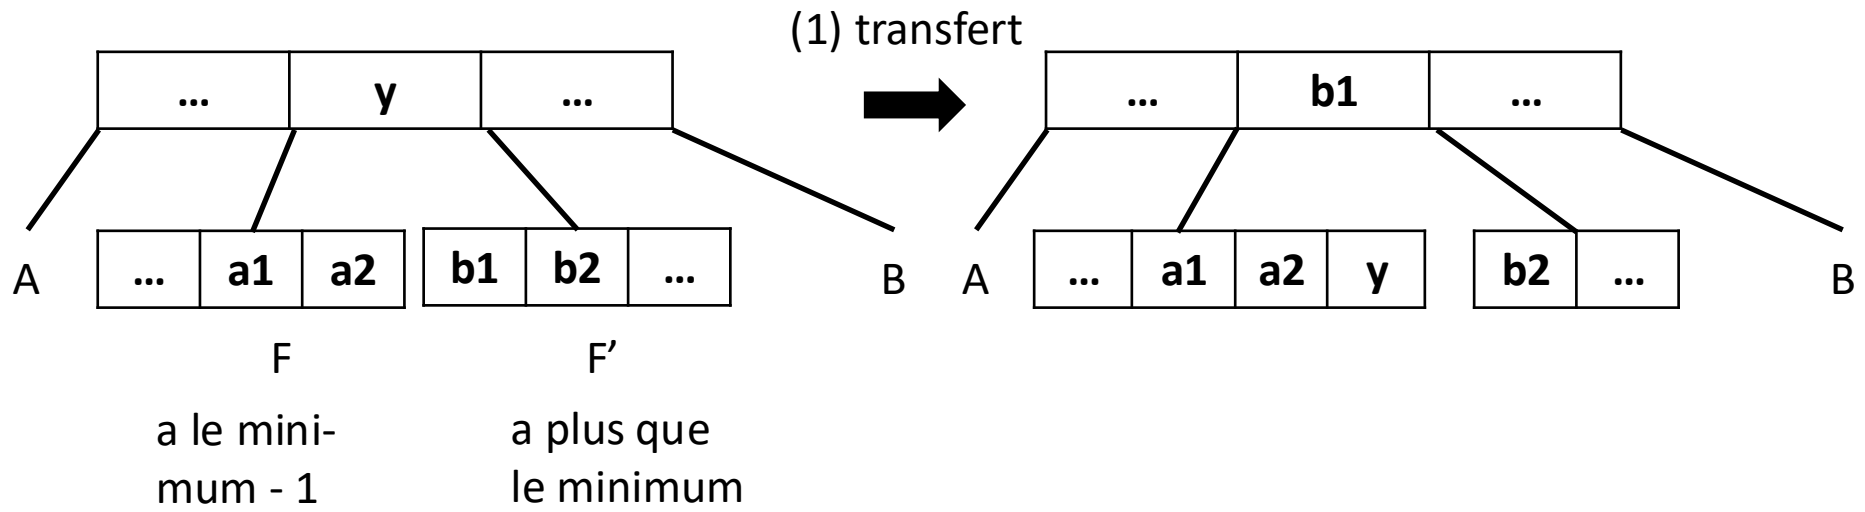 (1) transfert
... y ...
... b1 ...
A ... a1 a2 b1 b2 ... B
A ... a1 a2 y b2 ... B
F F’
a le mini-
mum - 1
a plus que
le minimum